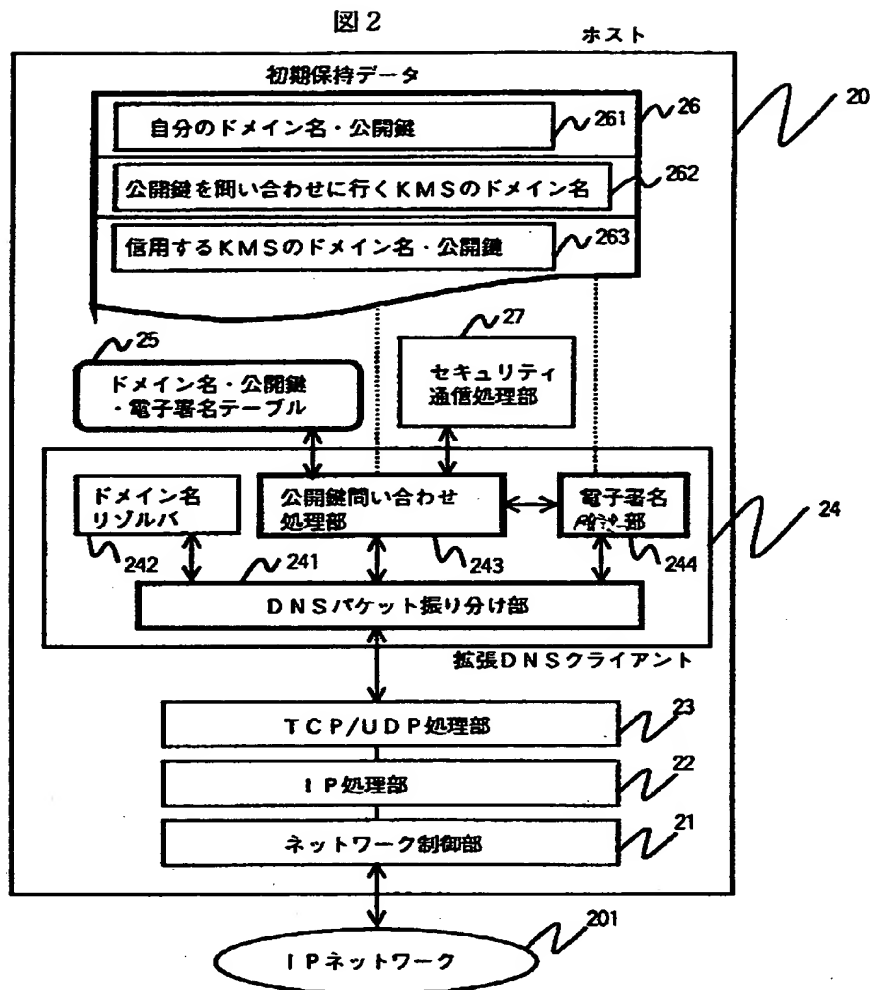 図2
ホスト
20
初期保持データ
26
自分のドメイン名・公開鍵
261
公開鍵を問い合わせに行くKMSのドメイン名
262
信用するKMSのドメイン名・公開鍵
263
25
27
ドメイン名・公開鍵
・電子署名テーブル
セキュリティ
通信処理部
24
ドメイン名
リゾルバ
242
公開鍵問い合わせ
処理部
243
電子署名
部
244
241
DNSパケット振り分け部
拡張DNSクライアント
TCP/UDP処理部
23
IP処理部
22
ネットワーク制御部
21
IPネットワーク
201